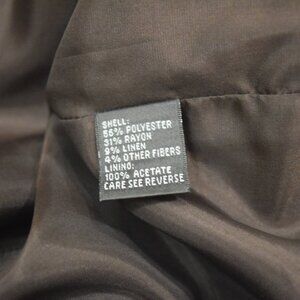 SHELL:
56% POLYESTER
31% RAYON
9% LINEN
4% OTHER FIBERS
LINING:
100% ACETATE
CARE SEE REVERSE